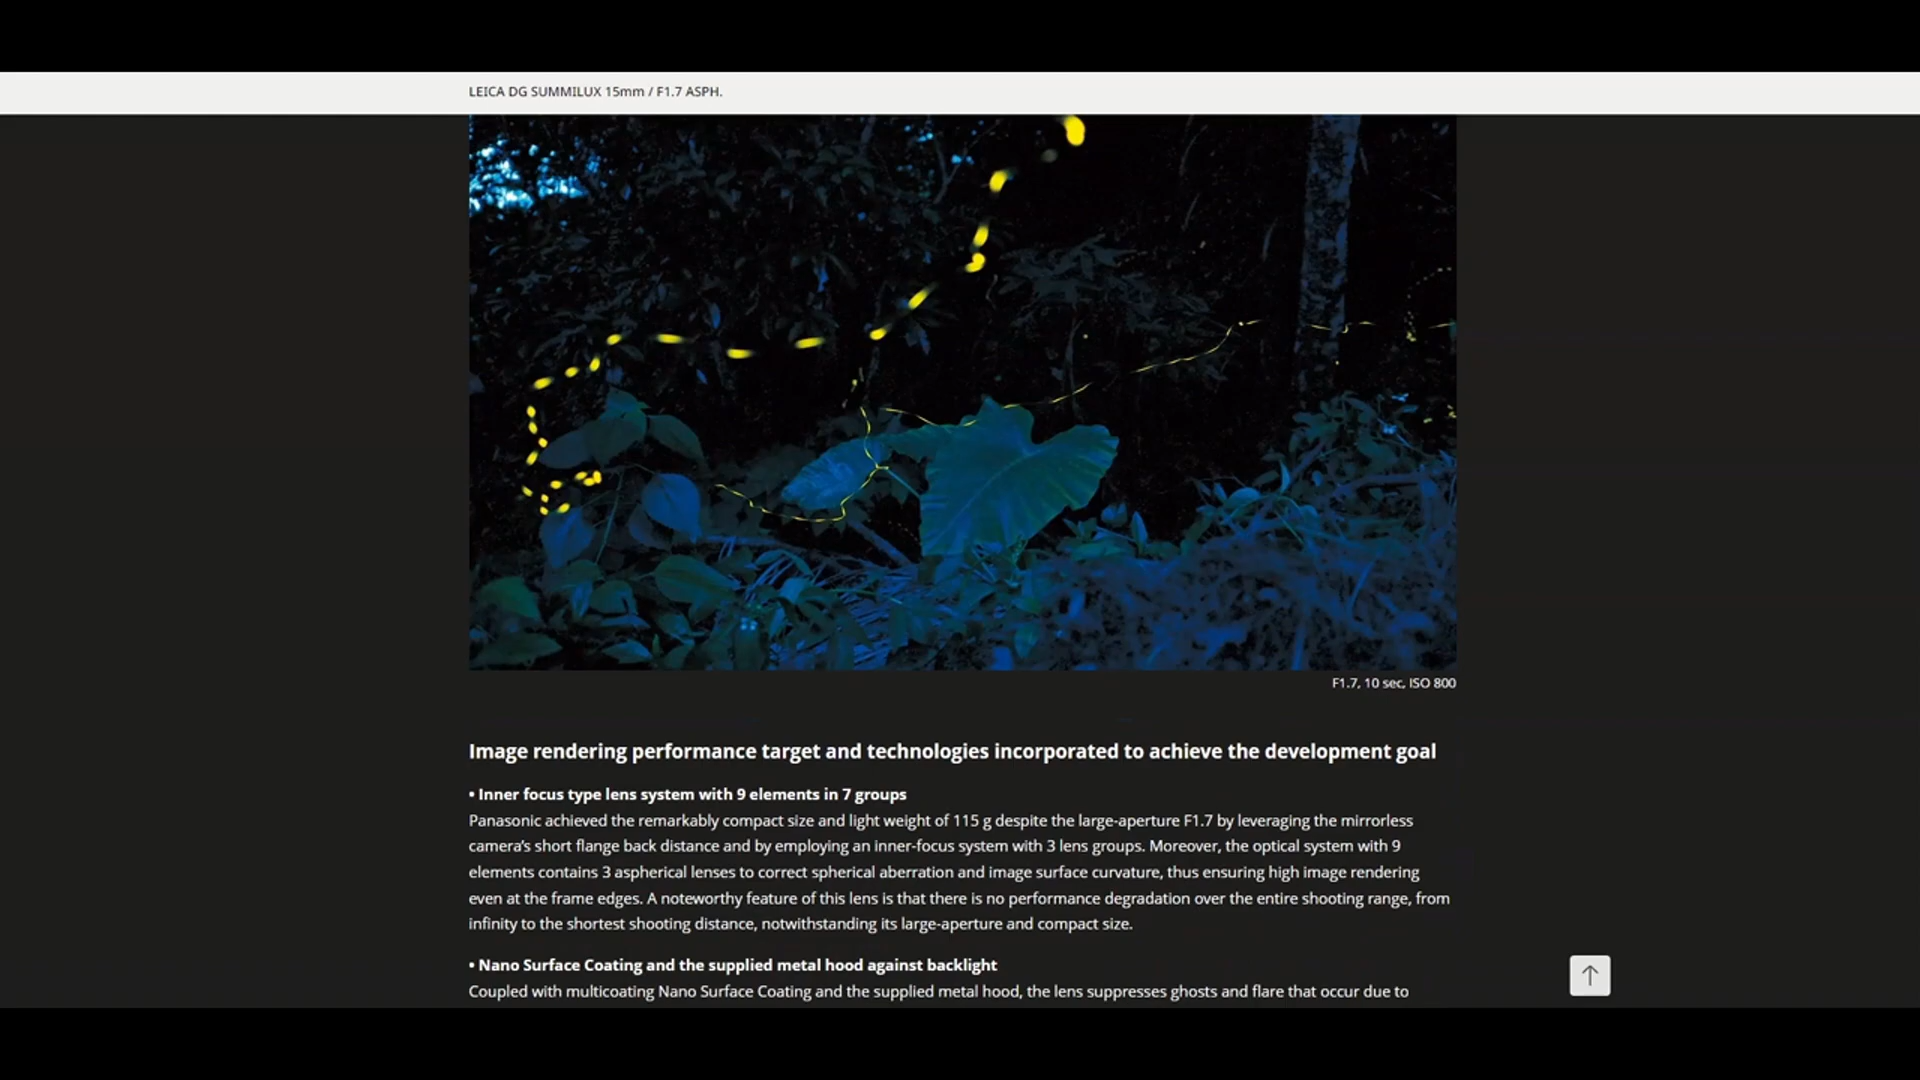 LEICA DG SUMMILUX 15mm / F1.7 ASPH.
F1.7, 10 sec, ISO 800
Image rendering performance target and technologies incorporated to achieve the development goal
• Inner focus type lens system with 9 elements in 7 groups
Panasonic achieved the remarkably compact size and light weight of 115 g despite the large-aperture F1.7 by leveraging the mirrorless
camera's short flange back distance and by employing an inner-focus system with 3 lens groups. Moreover, the optical system with 9
elements contains 3 aspherical lenses to correct spherical aberration and image surface curvature, thus ensuring high image rendering
even at the frame edges. A noteworthy feature of this lens is that there is no performance degradation over the entire shooting range, from
infinity to the shortest shooting distance, notwithstanding its large-aperture and compact size.
• Nano Surface Coating and the supplied metal hood against backlight
Coupled with multicoating Nano Surface Coating and the supplied metal hood, the lens suppresses ghosts and flare that occur due to